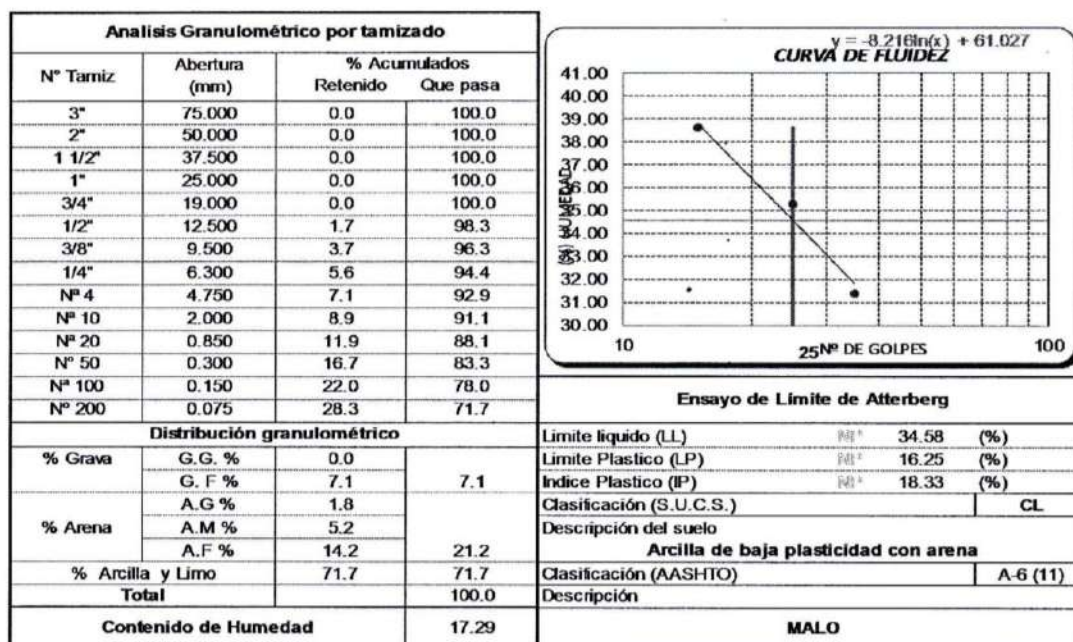 Analisis Granulométrico por tamizado
N° Tamiz Abertura (mm) % Acumulados
Retenido Que pasa
3" 75.000 0.0 100.0
2" 50.000 0.0 100.0
1 1/2" 37.500 0.0 100.0
1" 25.000 0.0 100.0
3/4" 19.000 0.0 100.0
1/2" 12.500 1.7 98.3
3/8" 9.500 3.7 96.3
1/4" 6.300 5.6 94.4
Nª 4 4.750 7.1 92.9
Nª 10 2.000 8.9 91.1
Nª 20 0.850 11.9 88.1
N° 50 0.300 16.7 83.3
Nª 100 0.150 22.0 78.0
N° 200 0.075 28.3 71.7
Distribución granulométrico
% Grava G.G. % 0.0
G. F % 7.1 7.1
A.G % 1.8
% Arena A.M % 5.2
A.F % 14.2 21.2
% Arcilla y Limo 71.7 71.7
Total 100.0
Contenido de Humedad 17.29
y = -8.216ln(x) + 61.027
CURVA DE FLUIDEZ
41.00
40.00
39.00
38.00
37.00
36.00
35.00
34.00
33.00
32.00
31.00
30.00
(%) HUMEDAD
10 25 Nº DE GOLPES 100
Ensayo de Límite de Atterberg
Limite liquido (LL) 34.58 (%)
Limite Plastico (LP) 16.25 (%)
Indice Plastico (IP) 18.33 (%)
Clasificación (S.U.C.S.) CL
Descripción del suelo
Arcilla de baja plasticidad con arena
Clasificación (AASHTO) A-6 (11)
Descripción
MALO